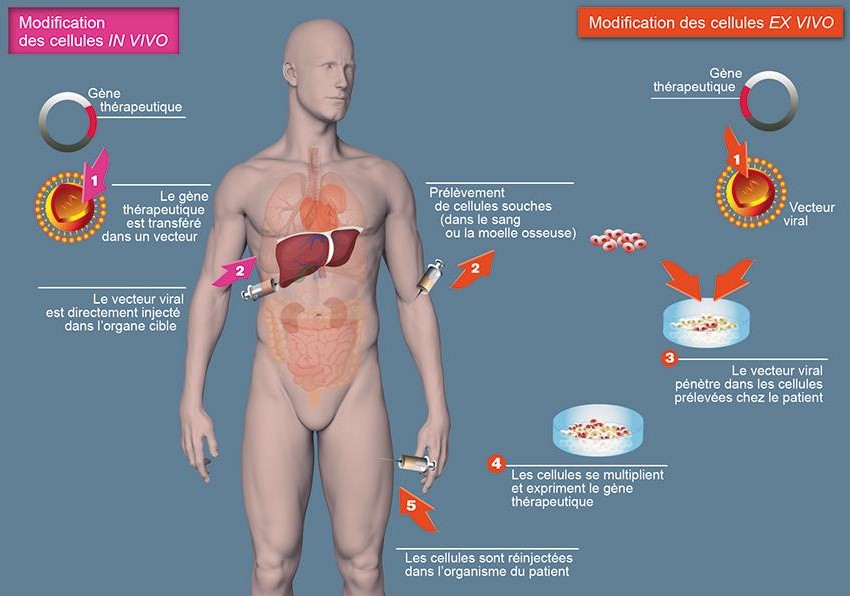 Modification
des cellules IN VIVO
Gène
thérapeutique
1
Le gène
thérapeutique
est transféré
dans un vecteur
2
Le vecteur viral
est directement injecté
dans l'organe cible
Modification des cellules EX VIVO
Gène
thérapeutique
1
Vecteur
viral
Prélèvement
de cellules souches
(dans le sang
ou la moelle osseuse)
2
3
Le vecteur viral
pénètre dans les cellules
prélevées chez le patient
4
Les cellules se multiplient
et expriment le gène
thérapeutique
5
Les cellules sont réinjectées
dans l'organisme du patient